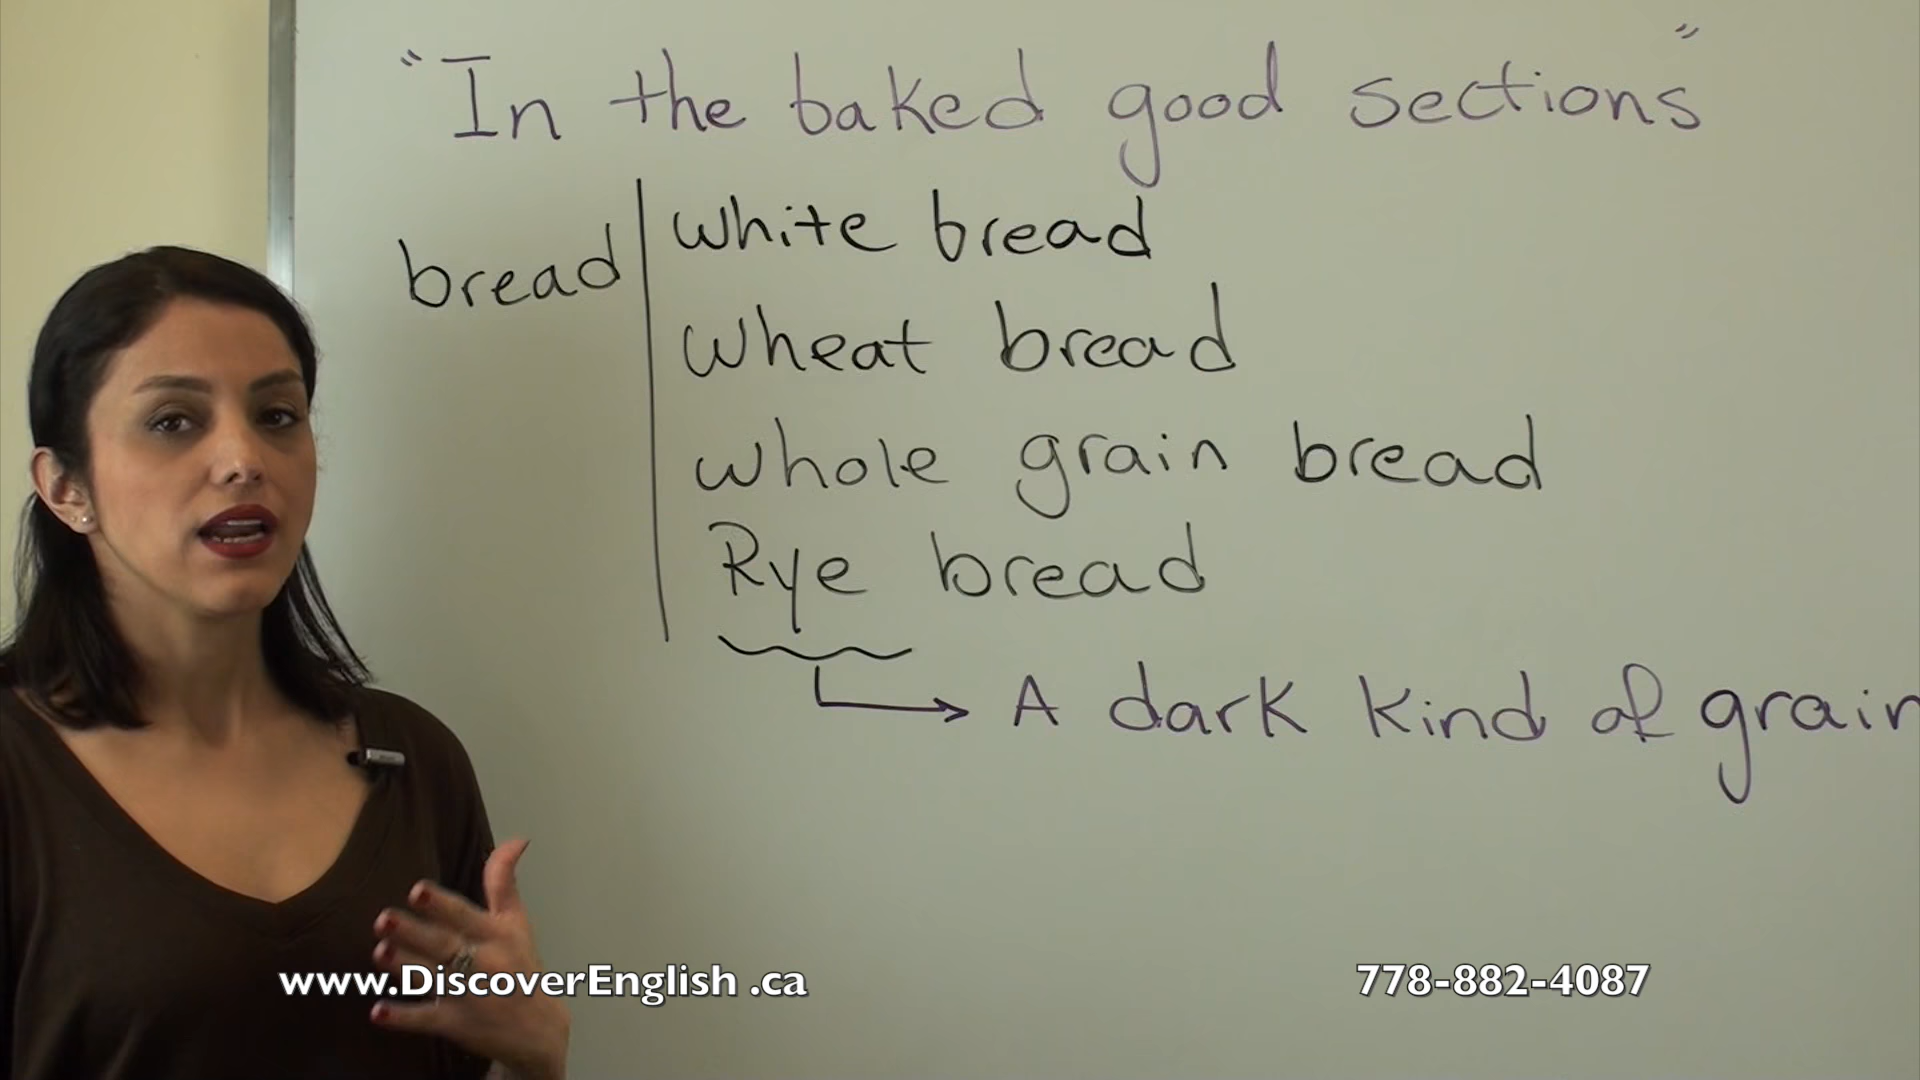 "In the baked good sections"
bread
white bread
wheat bread
whole grain bread
Rye bread
A dark kind of grain
www.DiscoverEnglish .ca
778-882-4087